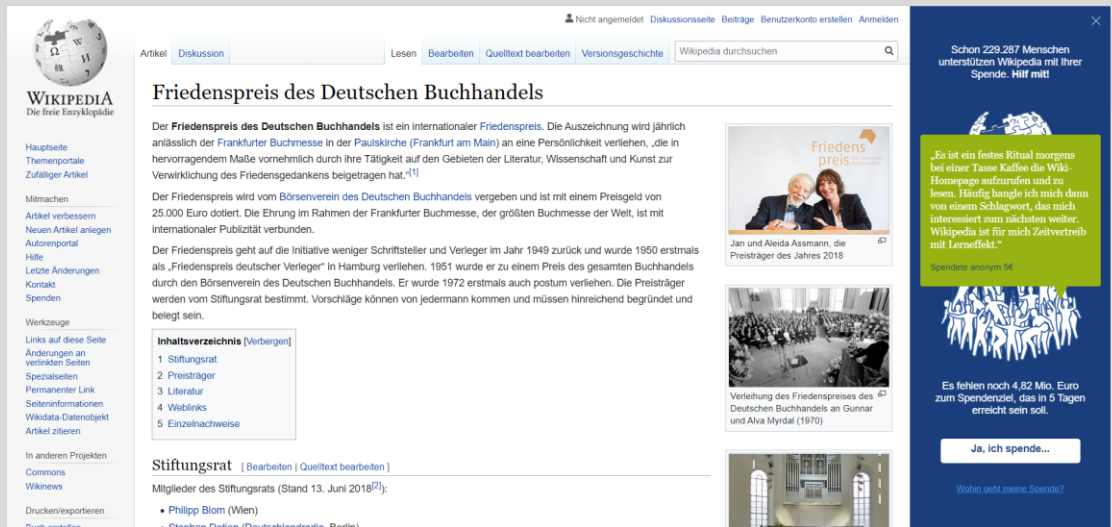 Nicht angemeldet Diskussionsseite Beiträge Benutzerkonto erstellen Anmelden
Artikel Diskussion Lesen Bearbeiten Quelltext bearbeiten Versionsgeschichte Wikipedia durchsuchen
WIKIPEDIA
Die freie Enzyklopädie
Hauptseite
Themenportale
Zufälliger Artikel
Mitmachen
Artikel verbessern
Neuen Artikel anlegen
Autorenportal
Hilfe
Letzte Änderungen
Kontakt
Spenden
Werkzeuge
Links auf diese Seite
Änderungen an
verlinkten Seiten
Spezialseiten
Permanenter Link
Seiteninformationen
Wikidata-Datenobjekt
Artikel zitieren
In anderen Projekten
Commons
Wikinews
Drucken/exportieren
Buch erstellen
Friedenspreis des Deutschen Buchhandels
Der Friedenspreis des Deutschen Buchhandels ist ein internationaler Friedenspreis. Die Auszeichnung wird jährlich
anlässlich der Frankfurter Buchmesse in der Paulskirche (Frankfurt am Main) an eine Persönlichkeit verliehen, „die in
hervorragendem Maße vornehmlich durch ihre Tätigkeit auf den Gebieten der Literatur, Wissenschaft und Kunst zur
Verwirklichung des Friedensgedankens beigetragen hat.“[1]
Der Friedenspreis wird vom Börsenverein des Deutschen Buchhandels vergeben und ist mit einem Preisgeld von
25.000 Euro dotiert. Die Ehrung im Rahmen der Frankfurter Buchmesse, der größten Buchmesse der Welt, ist mit
internationaler Publizität verbunden.
Der Friedenspreis geht auf die Initiative weniger Schriftsteller und Verleger im Jahr 1949 zurück und wurde 1950 erstmals
als „Friedenspreis deutscher Verleger“ in Hamburg verliehen. 1951 wurde er zu einem Preis des gesamten Buchhandels
durch den Börsenverein des Deutschen Buchhandels. Er wurde 1972 erstmals auch postum verliehen. Die Preisträger
werden vom Stiftungsrat bestimmt. Vorschläge können von jedermann kommen und müssen hinreichend begründet und
belegt sein.
Inhaltsverzeichnis [Verbergen]
1 Stiftungsrat
2 Preisträger
3 Literatur
4 Weblinks
5 Einzelnachweise
Stiftungsrat [ Bearbeiten | Quelltext bearbeiten ]
Mitglieder des Stiftungsrats (Stand 13. Juni 2018[2]):
• Philipp Blom (Wien)
• Stephan Detjen (Deutschlandradio, Berlin)
Friedens
preis
Jan und Aleida Assmann, die
Preisträger des Jahres 2018
Verleihung des Friedenspreises des
Deutschen Buchhandels an Gunnar
und Alva Myrdal (1970)
Schon 229.287 Menschen
unterstützen Wikipedia mit Ihrer
Spende. Hilf mit!
„Es ist ein festes Ritual morgens
bei einer Tasse Kaffee die Wiki-
Homepage aufzurufen und zu
lesen. Häufig hangle ich mich dann
von einem Schlagwort, das mich
interessiert zum nächsten weiter.
Wikipedia ist für mich Zeitvertreib
mit Lerneffekt.“
Spendete anonym 5€
Es fehlen noch 4,82 Mio. Euro
zum Spendenziel, das in 5 Tagen
erreicht sein soll.
Ja, ich spende...
Wohin geht meine Spende?